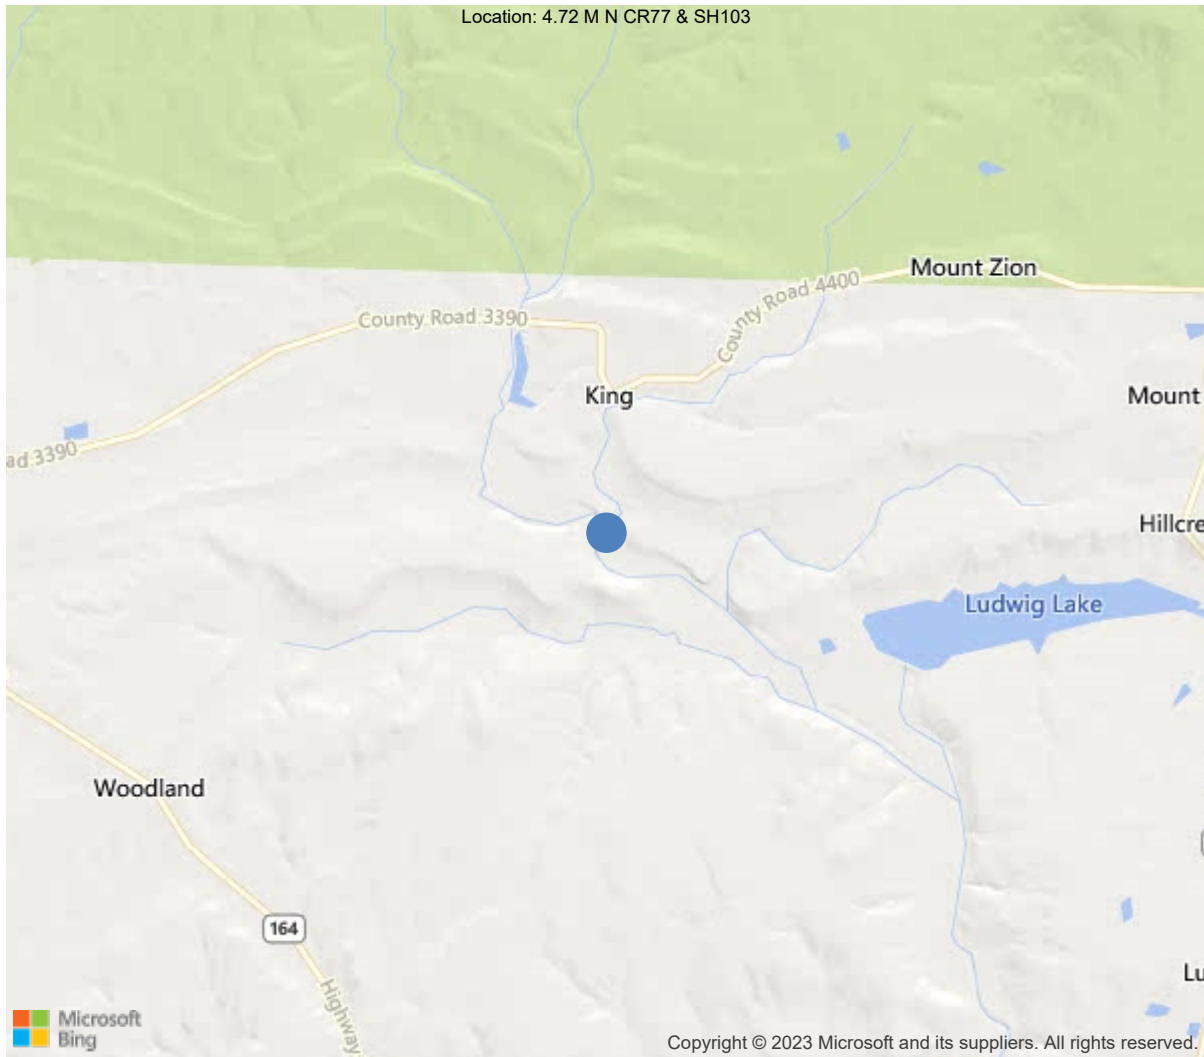 Location: 4.72 M N CR77 & SH103
Mount Zion
County Road 4400
County Road 3390
King
Mount
ad 3390
Hillcre
Ludwig Lake
Woodland
164
Lu
Highway
Microsoft
Bing
Copyright © 2023 Microsoft and its suppliers. All rights reserved.